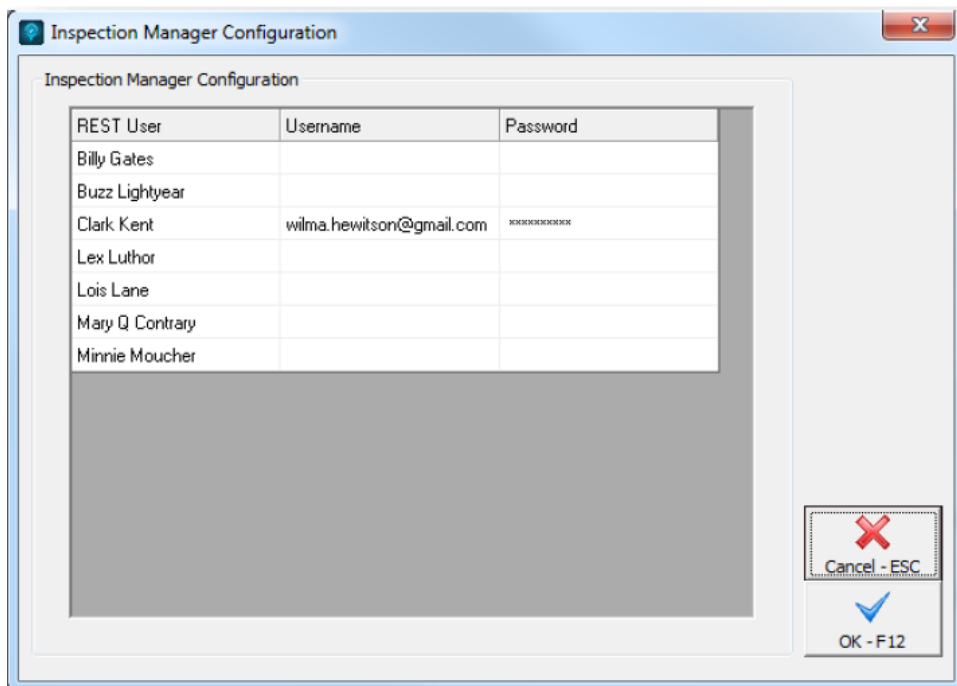 Inspection Manager Configuration
Inspection Manager Configuration
REST User Username Password
Billy Gates
Buzz Lightyear
Clark Kent wilma.hewitson@gmail.com ××××××××××
Lex Luthor
Lois Lane
Mary Q Contrary
Minnie Moucher
Cancel - ESC
OK - F12